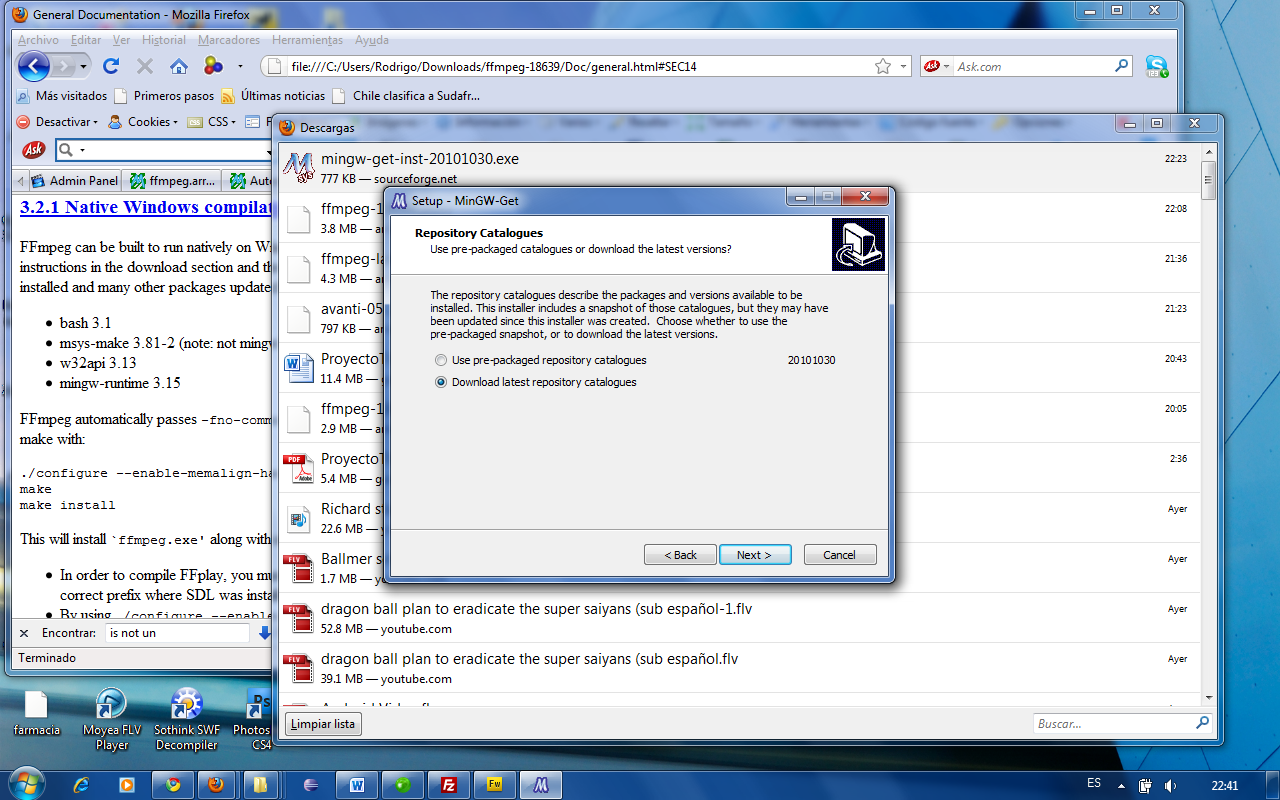 General Documentation - Mozilla Firefox
Archivo Editar Ver Historial Marcadores Herramientas Ayuda
file:///C:/Users/Rodrigo/Downloads/ffmpeg-18639/Doc/general.html#SEC14
Ask
Ask.com
Más visitados
Primeros pasos
Últimas noticias
Chile clasifica a Sudafr...
Desactivar
Cookies
CSS
F
Ask
Admin Panel
ffmpeg.arr...
Aut
3.2.1 Native Windows compilat
FFmpeg can be built to run natively on Wi
instructions in the download section and th
installed and many other packages update
bash 3.1
msys-make 3.81-2 (note: not mingw
w32api 3.13
mingw-runtime 3.15
FFmpeg automatically passes -fno-comm
make with:
./configure --enable-memalign-ha
make
make install
This will install `ffmpeg.exe' along with
In order to compile FFplay, you mu
correct prefix where SDL was insta
By using ./configure --enable
Encontrar: is not un
Terminado
Descargas
mingw-get-inst-20101030.exe
22:23
777 KB — sourceforge.net
ffmpeg-1
22:08
3.8 MB — a
ffmpeg-la
21:36
4.3 MB — a
avanti-05
21:23
797 KB — a
ProyectoT
20:43
11.4 MB — g
ffmpeg-1
20:05
2.9 MB — a
ProyectoT
2:36
5.4 MB — g
Richard s
Ayer
22.6 MB — y
Ballmer s
Ayer
1.7 MB — y
dragon ball plan to eradicate the super saiyans (sub español-1.flv
Ayer
52.8 MB — youtube.com
dragon ball plan to eradicate the super saiyans (sub español.flv
Ayer
39.1 MB — youtube.com
Limpiar lista
Buscar...
Setup - MinGW-Get
Repository Catalogues
Use pre-packaged catalogues or download the latest versions?
The repository catalogues describe the packages and versions available to be
installed. This installer includes a snapshot of those catalogues, but they may have
been updated since this installer was created. Choose whether to use the
pre-packaged snapshot, or to download the latest versions.
Use pre-packaged repository catalogues
20101030
Download latest repository catalogues
< Back
Next >
Cancel
farmacia
Moyea FLV
Player
Sothink SWF
Decompiler
Photos
CS4
ES
22:41